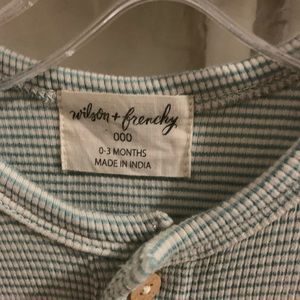 wilson + frenchy
000
0-3 MONTHS
MADE IN INDIA